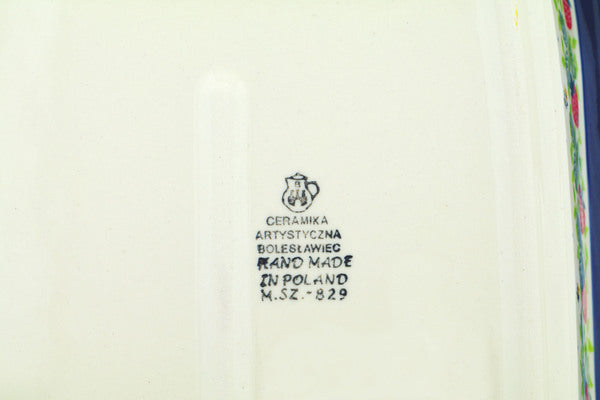 CERAMIKA
ARTYSTYCZNA
BOLESŁAWIEC
HAND MADE
IN POLAND
M.SZ.-829